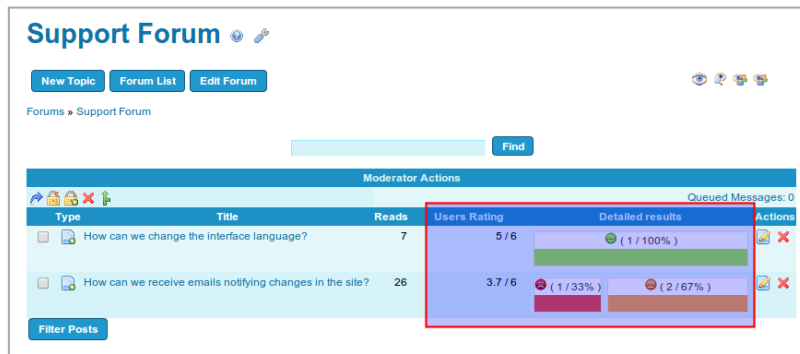 Support Forum
New Topic Forum List Edit Forum
Forums » Support Forum
Find
Moderator Actions
Queued Messages: 0
Type Title Reads Users Rating Detailed results Actions
How can we change the interface language? 7 5 / 6 ( 1 / 100% )
How can we receive emails notifying changes in the site? 26 3.7 / 6 ( 1 / 33% ) ( 2 / 67% )
Filter Posts